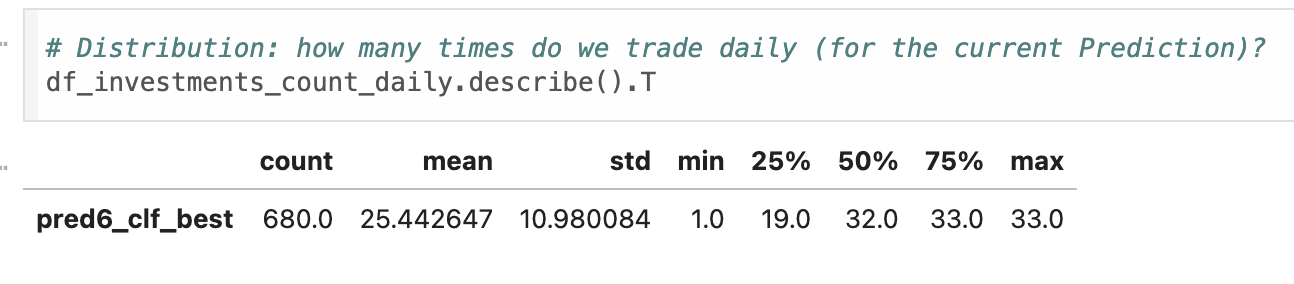 # Distribution: how many times do we trade daily (for the current Prediction)?
df_investments_count_daily.describe().T
count mean std min 25% 50% 75% max
pred6_clf_best 680.0 25.442647 10.980084 1.0 19.0 32.0 33.0 33.0